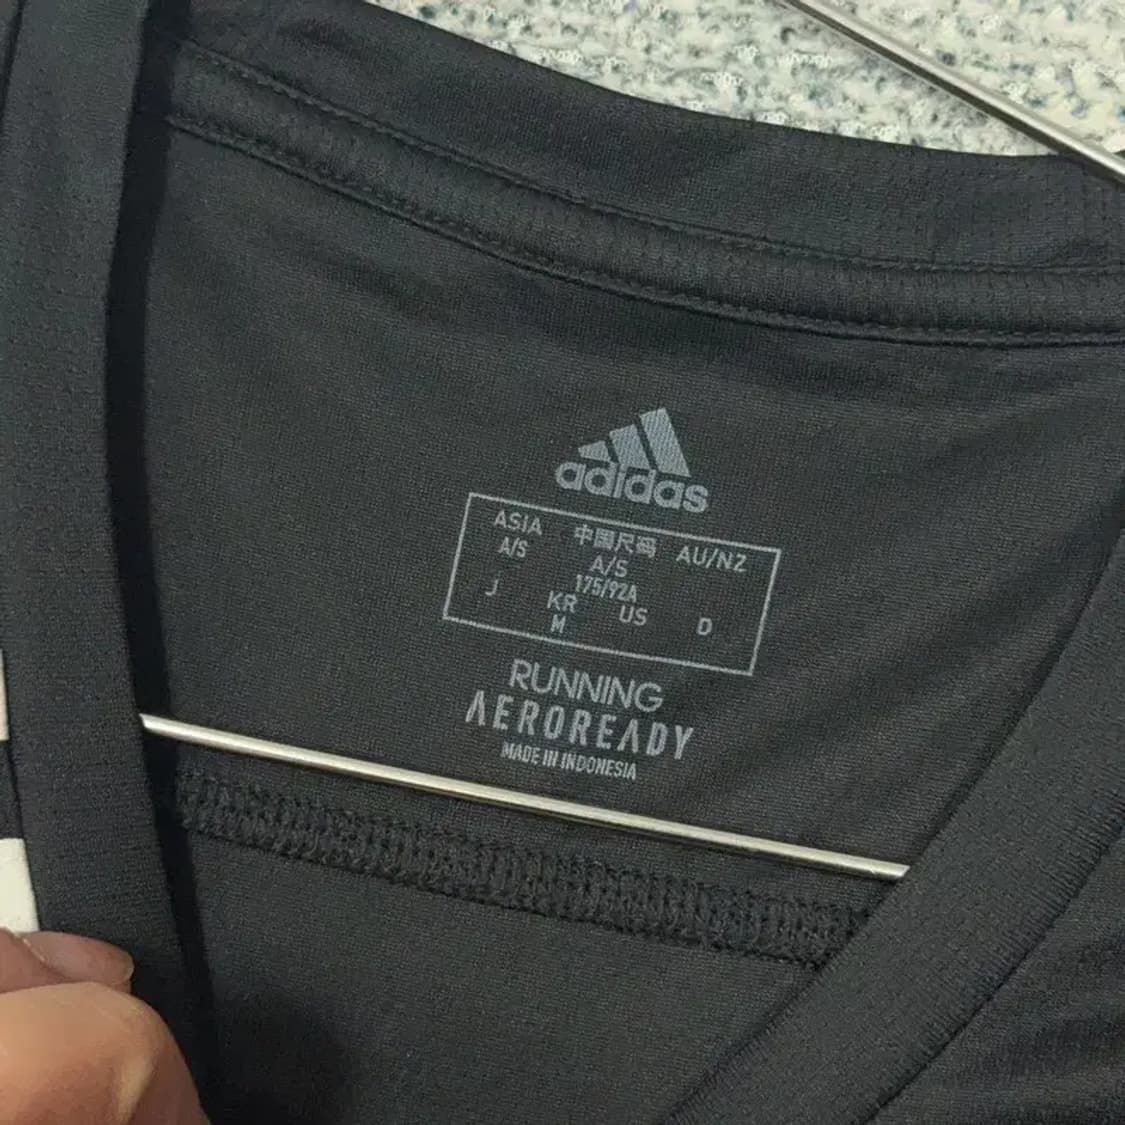 adidas
ASIA 中国尺码 AU/NZ
A/S A/S
175/92A
J KR US D
M
RUNNING
AEROREADY
MADE IN INDONESIA